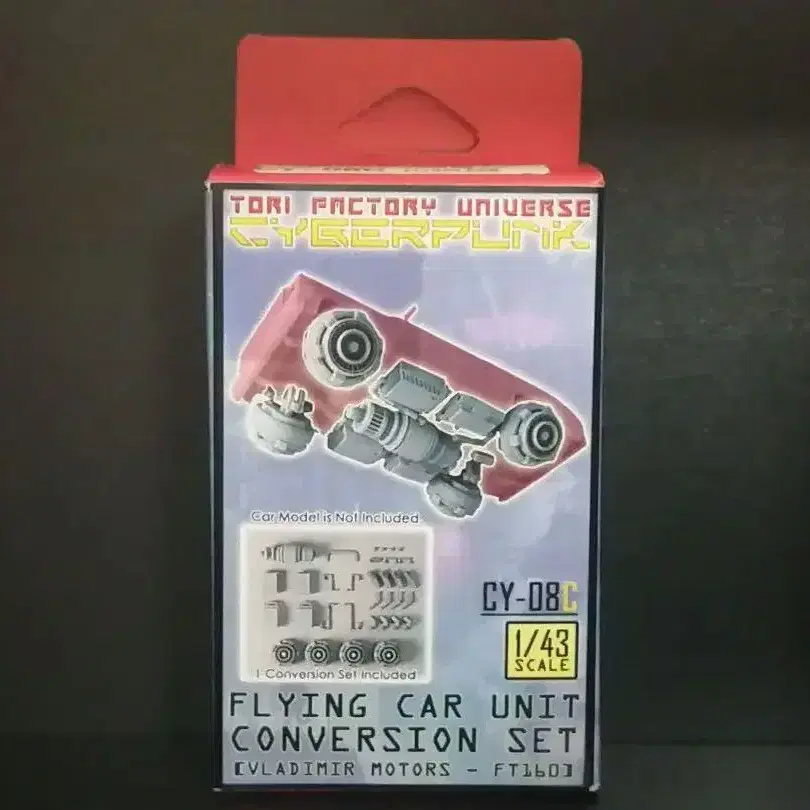 TORI FACTORY UNIVERSE
CYBERPUNK
Car Model is Not Included
CY-08C
1/43
SCALE
1 Conversion Set Included
FLYING CAR UNIT
CONVERSION SET
[VLADIMIR MOTORS - FT160]